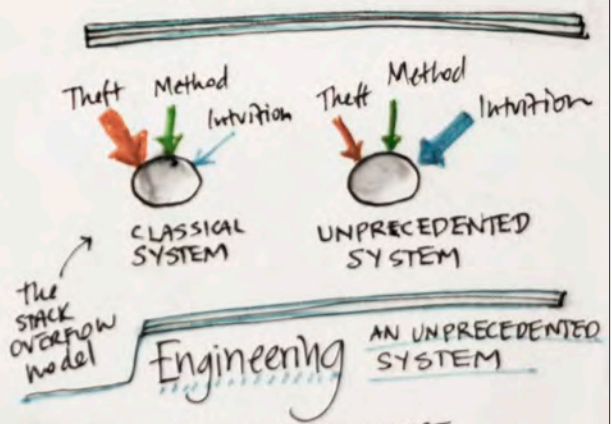 Theft Method Intuition
Theft Method Intuition
CLASSICAL
SYSTEM
UNPRECEDENTED
SYSTEM
the
STACK
OVERFLOW
model
Engineering
AN UNPRECEDENTED
SYSTEM